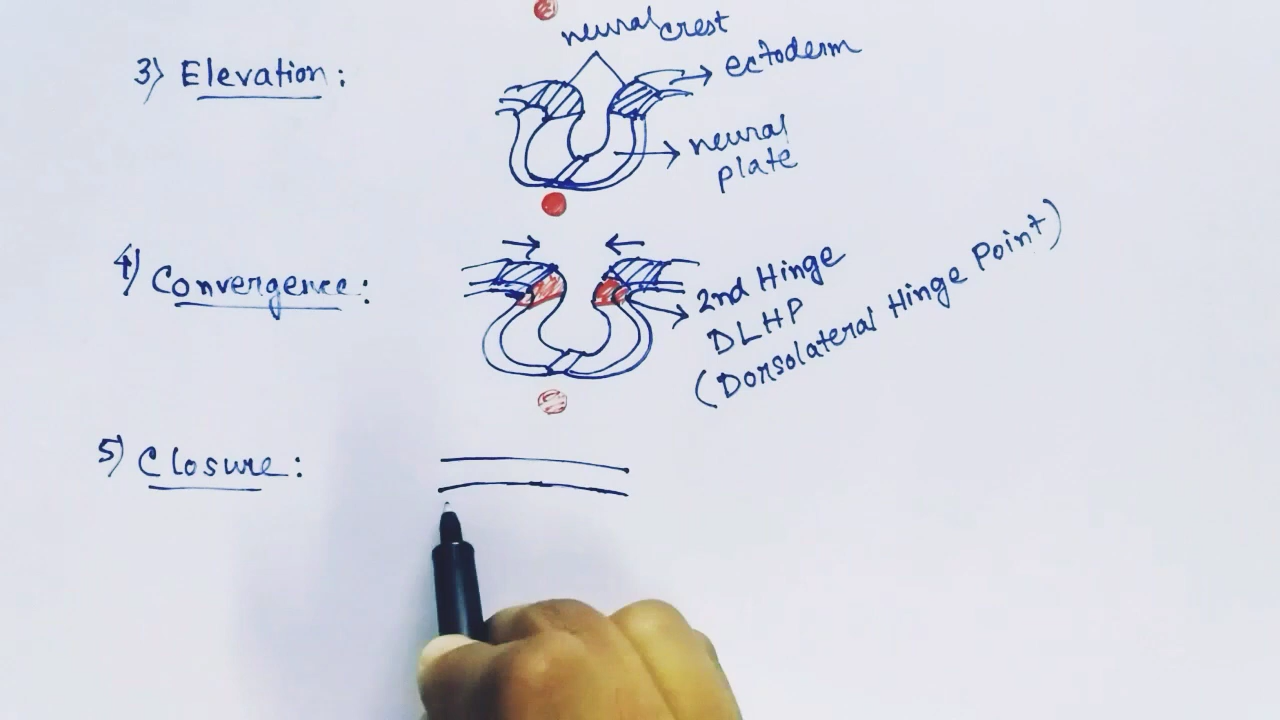 neural crest
3) Elevation:
ectoderm
neural
plate
4) Convergence:
2nd Hinge
DLHP
(Dorsolateral Hinge Point)
5) Closure: